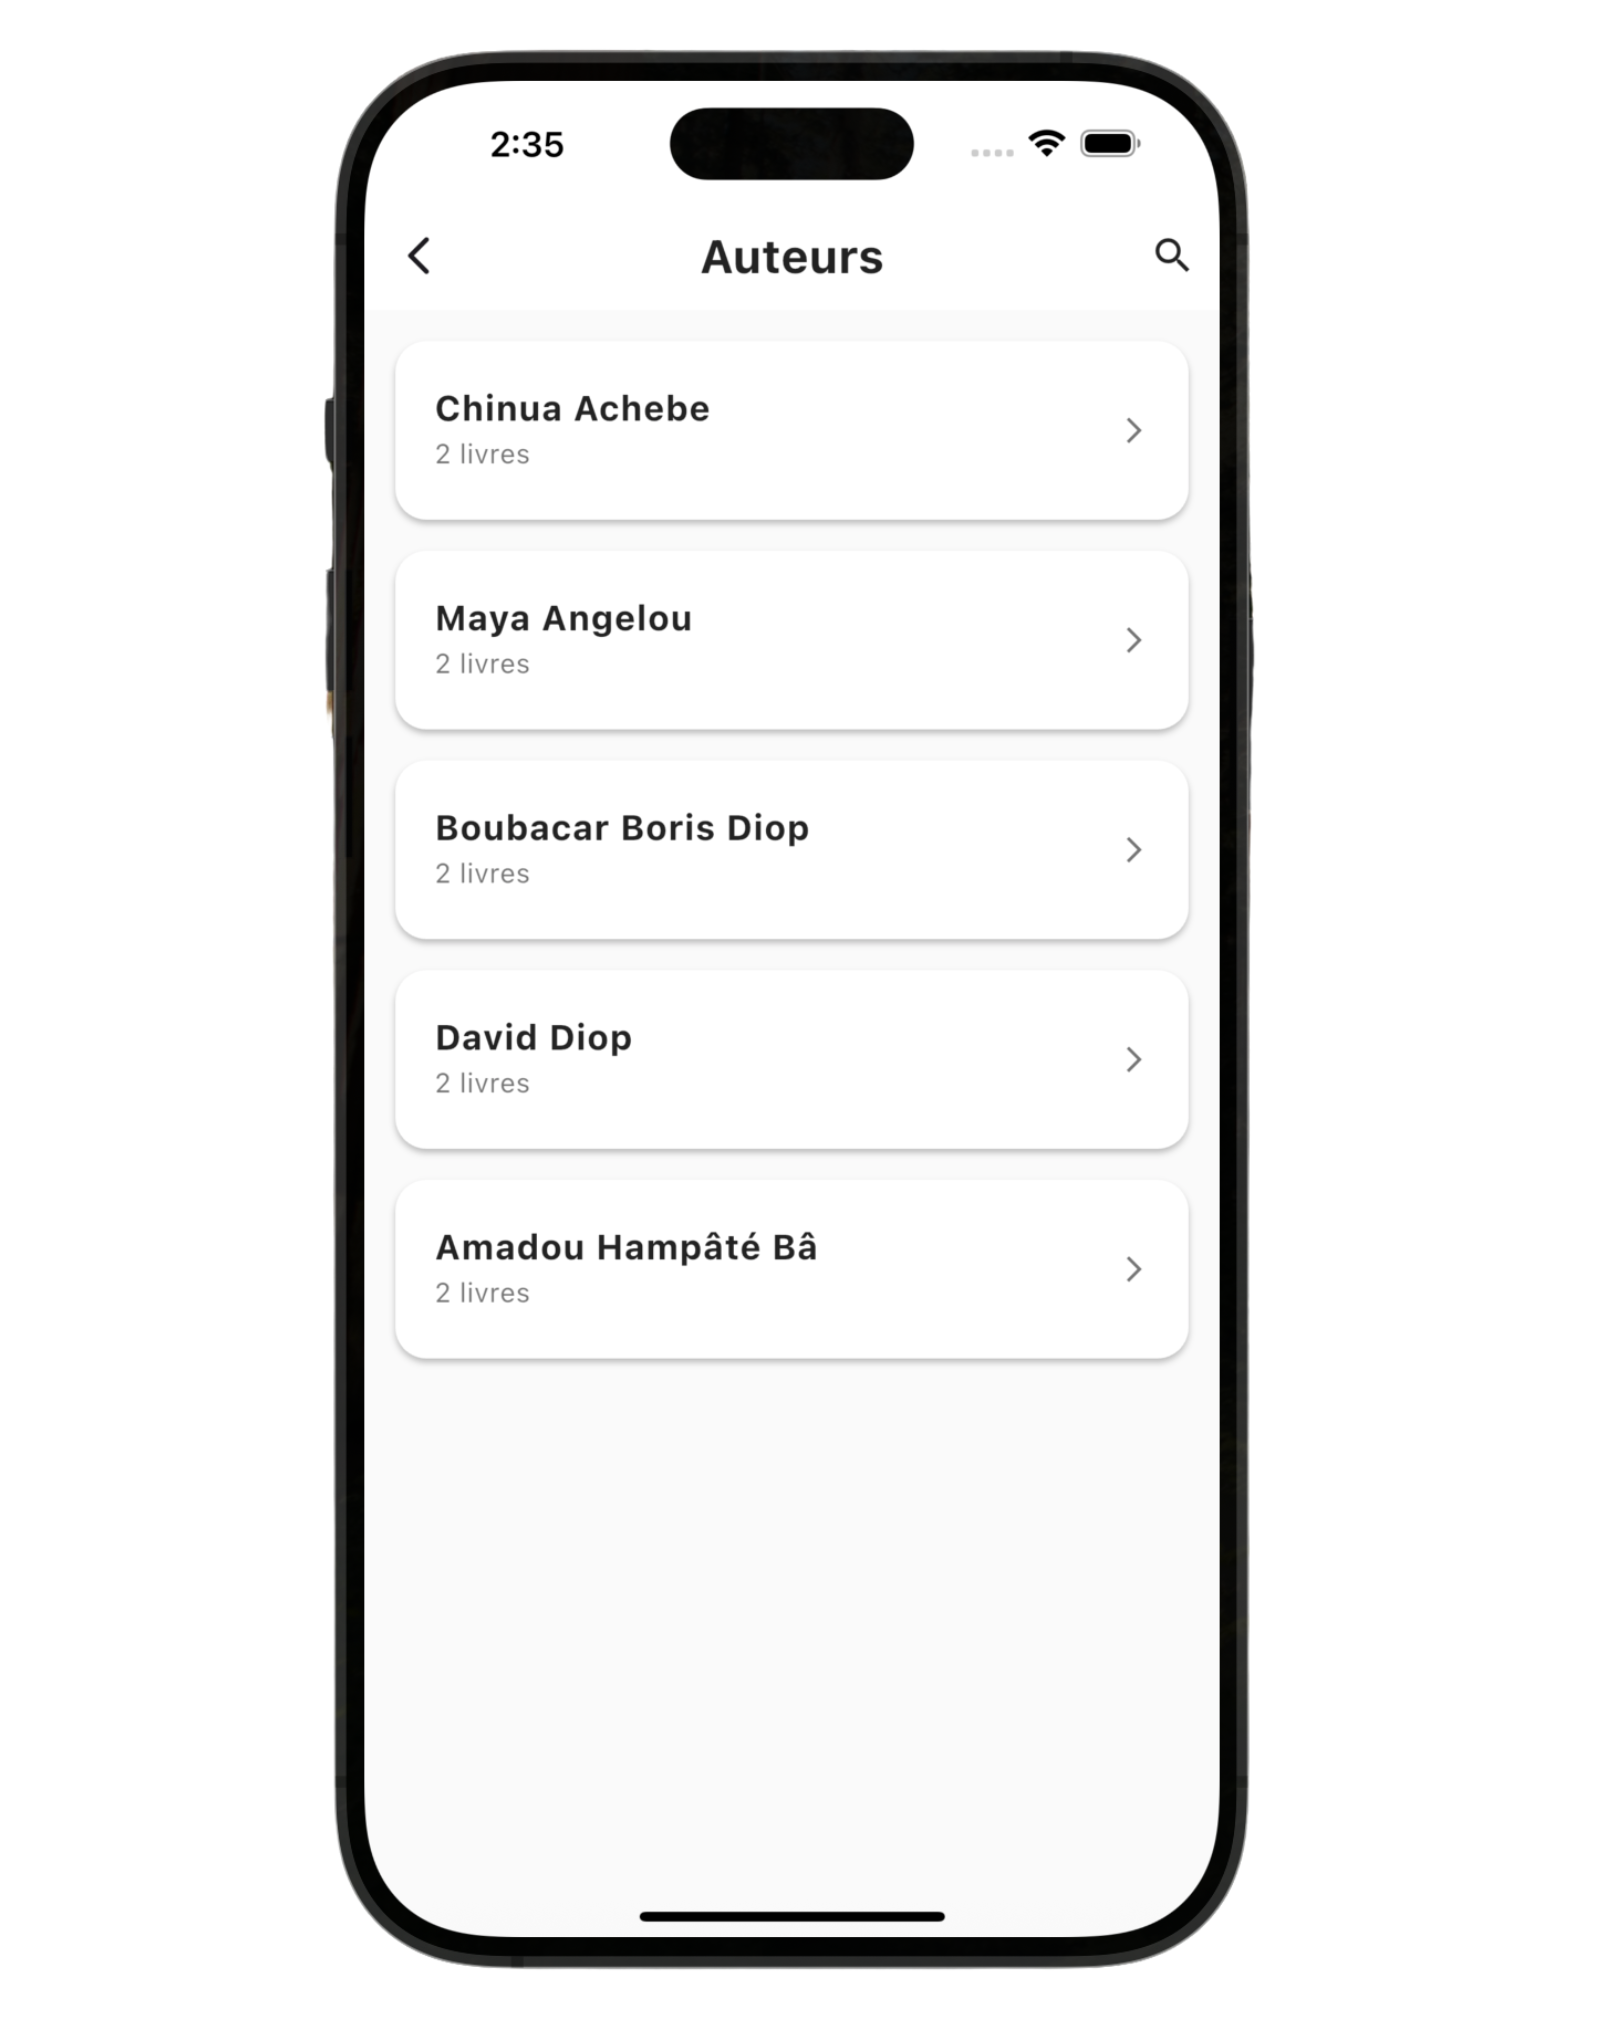 2:35
Auteurs
Chinua Achebe
2 livres
Maya Angelou
2 livres
Boubacar Boris Diop
2 livres
David Diop
2 livres
Amadou Hampâté Bâ
2 livres